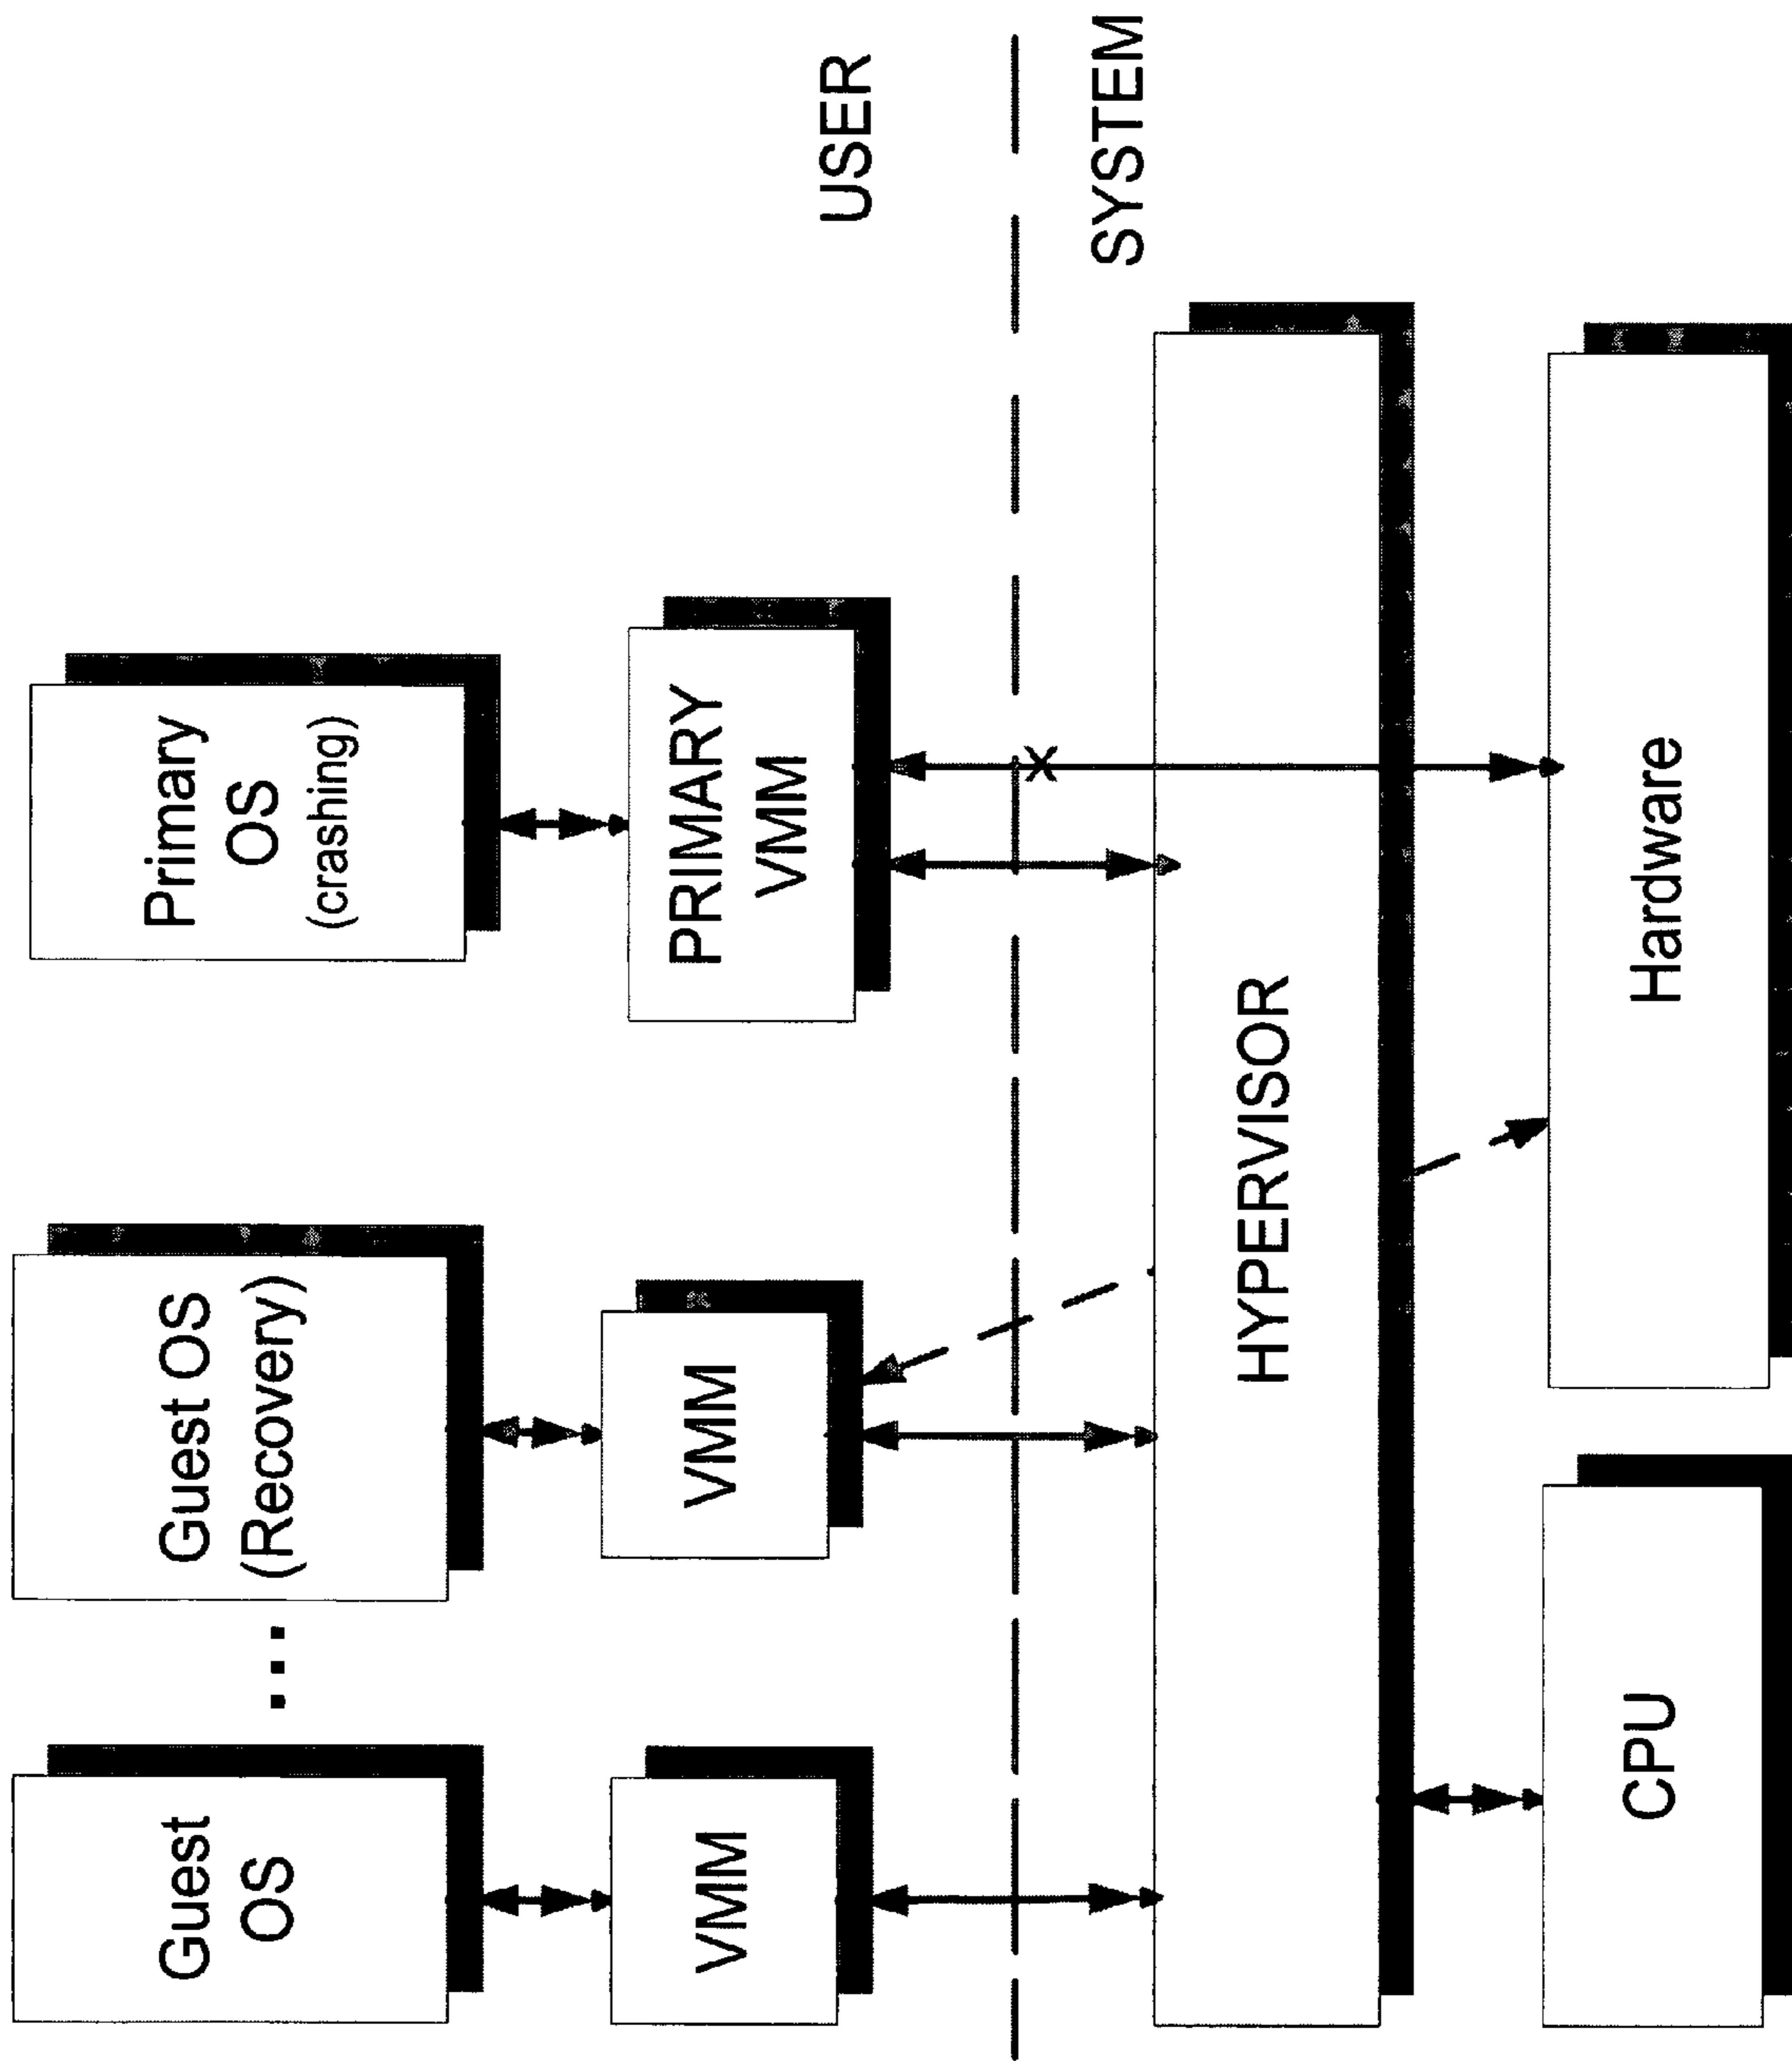 Guest
OS
...
Guest OS
(Recovery)
Primary
OS
(crashing)
VMM
VMM
PRIMARY
VMM
USER
x
SYSTEM
HYPERVISOR
CPU
Hardware